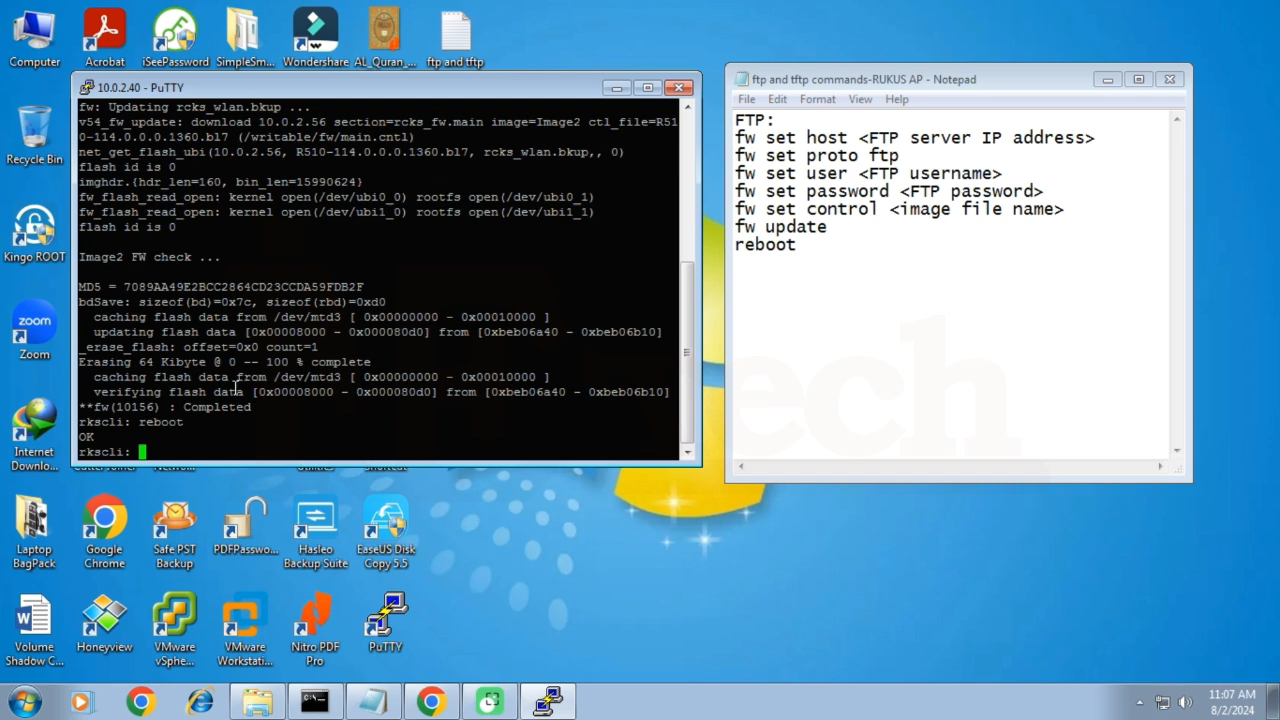 Computer
Acrobat
iSeePassword
SimpleSm...
Wondershare
AL_Quran_...
ftp and tftp
Recycle Bin
Kingo ROOT
Zoom
Internet
Downlo...
10.0.2.40 - PuTTY
fw: Updating rcks_wlan.bkup ...
v54_fw_update: download 10.0.2.56 section=rcks_fw.main image=Image2 ctl_file=R51
0-114.0.0.0.1360.bl7 (/writable/fw/main.cntl)
net_get_flash_ubi(10.0.2.56, R510-114.0.0.0.1360.bl7, rcks_wlan.bkup,, 0)
flash id is 0
imghdr.{hdr_len=160, bin_len=15990624}
fw_flash_read_open: kernel open(/dev/ubi0_0) rootfs open(/dev/ubi0_1)
fw_flash_read_open: kernel open(/dev/ubi1_0) rootfs open(/dev/ubi1_1)
flash id is 0
Image2 FW check ...
MD5 = 7089AA49E2BCC2864CD23CCDA59FDB2F
bdSave: sizeof(bd)=0x7c, sizeof(rbd)=0xd0
caching flash data from /dev/mtd3 [ 0x00000000 - 0x00010000 ]
updating flash data [0x00008000 - 0x000080d0] from [0xbeb06a40 - 0xbeb06b10]
_erase_flash: offset=0x0 count=1
Erasing 64 Kibyte @ 0 -- 100 % complete
caching flash data from /dev/mtd3 [ 0x00000000 - 0x00010000 ]
verifying flash data [0x00008000 - 0x000080d0] from [0xbeb06a40 - 0xbeb06b10]
**fw(10156) : Completed
rkscli: reboot
OK
rkscli:
ftp and tftp commands-RUKUS AP - Notepad
File Edit Format View Help
FTP:
fw set host <FTP server IP address>
fw set proto ftp
fw set user <FTP username>
fw set password <FTP password>
fw set control <image file name>
fw update
reboot
ech
Laptop
BagPack
Google
Chrome
Safe PST
Backup
PDFPasswo...
Hasleo
Backup Suite
EaseUS Disk
Copy 5.5
Volume
Shadow C...
Honeyview
VMware
vSphe...
VMware
Workstati...
Nitro PDF
Pro
PuTTY
11:07 AM
8/2/2024